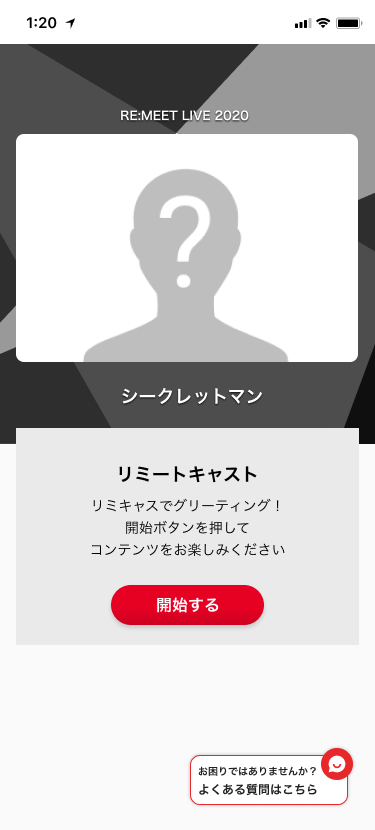 1:20
RE:MEET LIVE 2020
?
シークレットマン
リミートキャスト
リミキャスでグリーティング！
開始ボタンを押して
コンテンツをお楽しみください
開始する
お困りではありませんか？
よくある質問はこちら